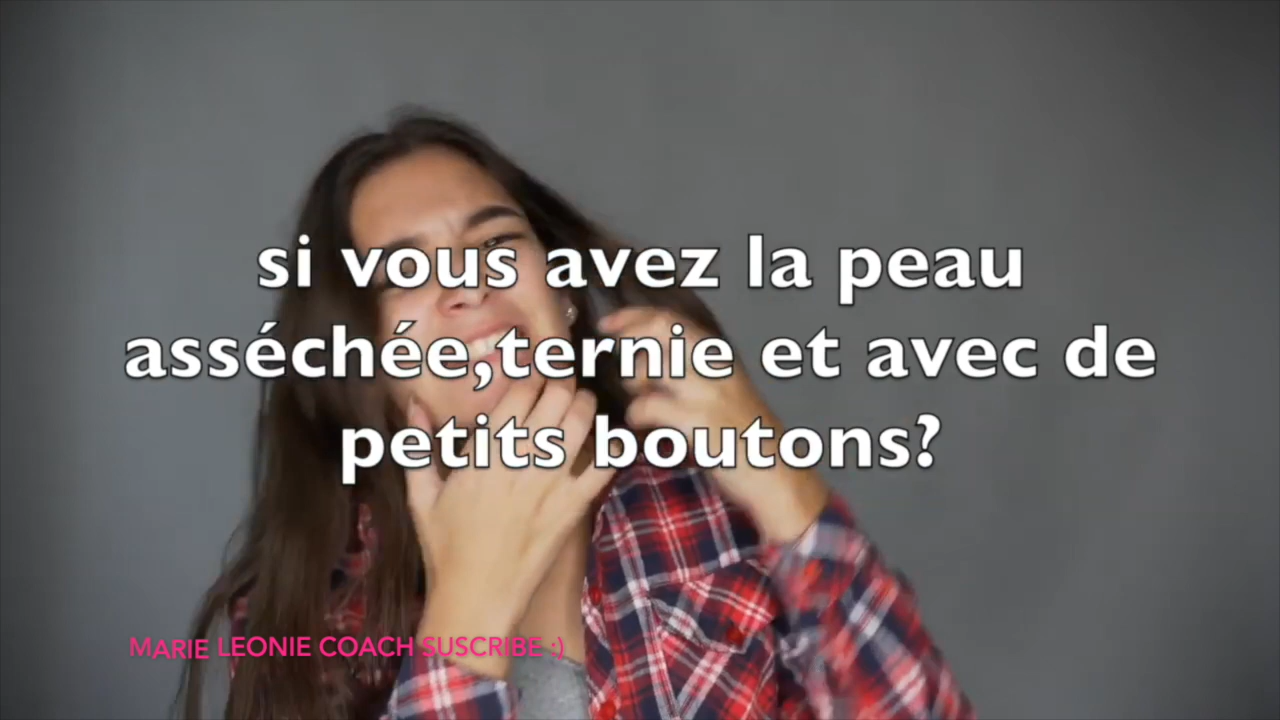 si vous avez la peau
asséchée,ternie et avec de
petits boutons?
MARIE LEONIE COACH SUSCRIBE :)